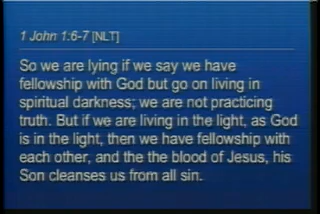 1 John 1:6-7 [NLT]
So we are lying if we say we have
fellowship with God but go on living in
spiritual darkness; we are not practicing
truth. But if we are living in the light, as God
is in the light, then we have fellowship with
each other, and the the blood of Jesus, his
Son cleanses us from all sin.